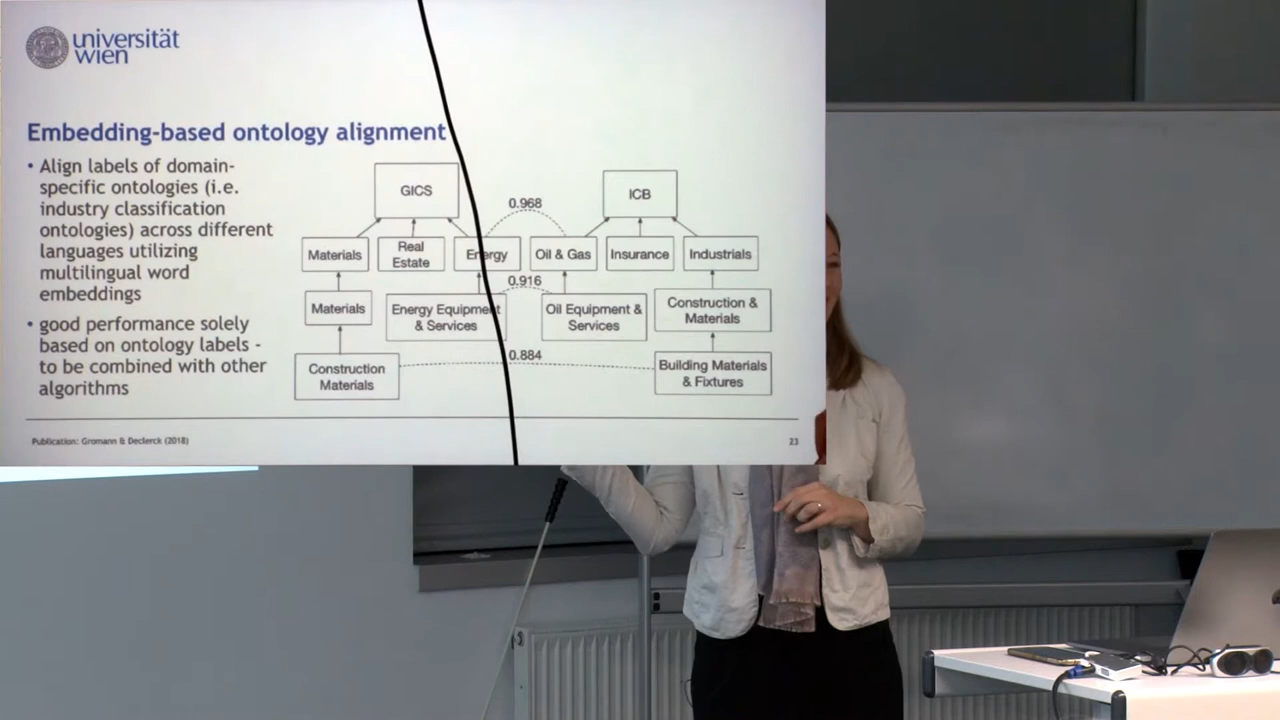 universität
wien
Embedding-based ontology alignment
• Align labels of domain-
specific ontologies (i.e.
industry classification
ontologies) across different
languages utilizing
multilingual word
embeddings
• good performance solely
based on ontology labels -
to be combined with other
algorithms
GICS
ICB
0.968
Materials
Real
Estate
Energy
Oil & Gas
Insurance
Industrials
0.916
Materials
Energy Equipment
& Services
Oil Equipment &
Services
Construction &
Materials
0.884
Construction
Materials
Building Materials
& Fixtures
Publication: Gromann & Declerck (2018)
23